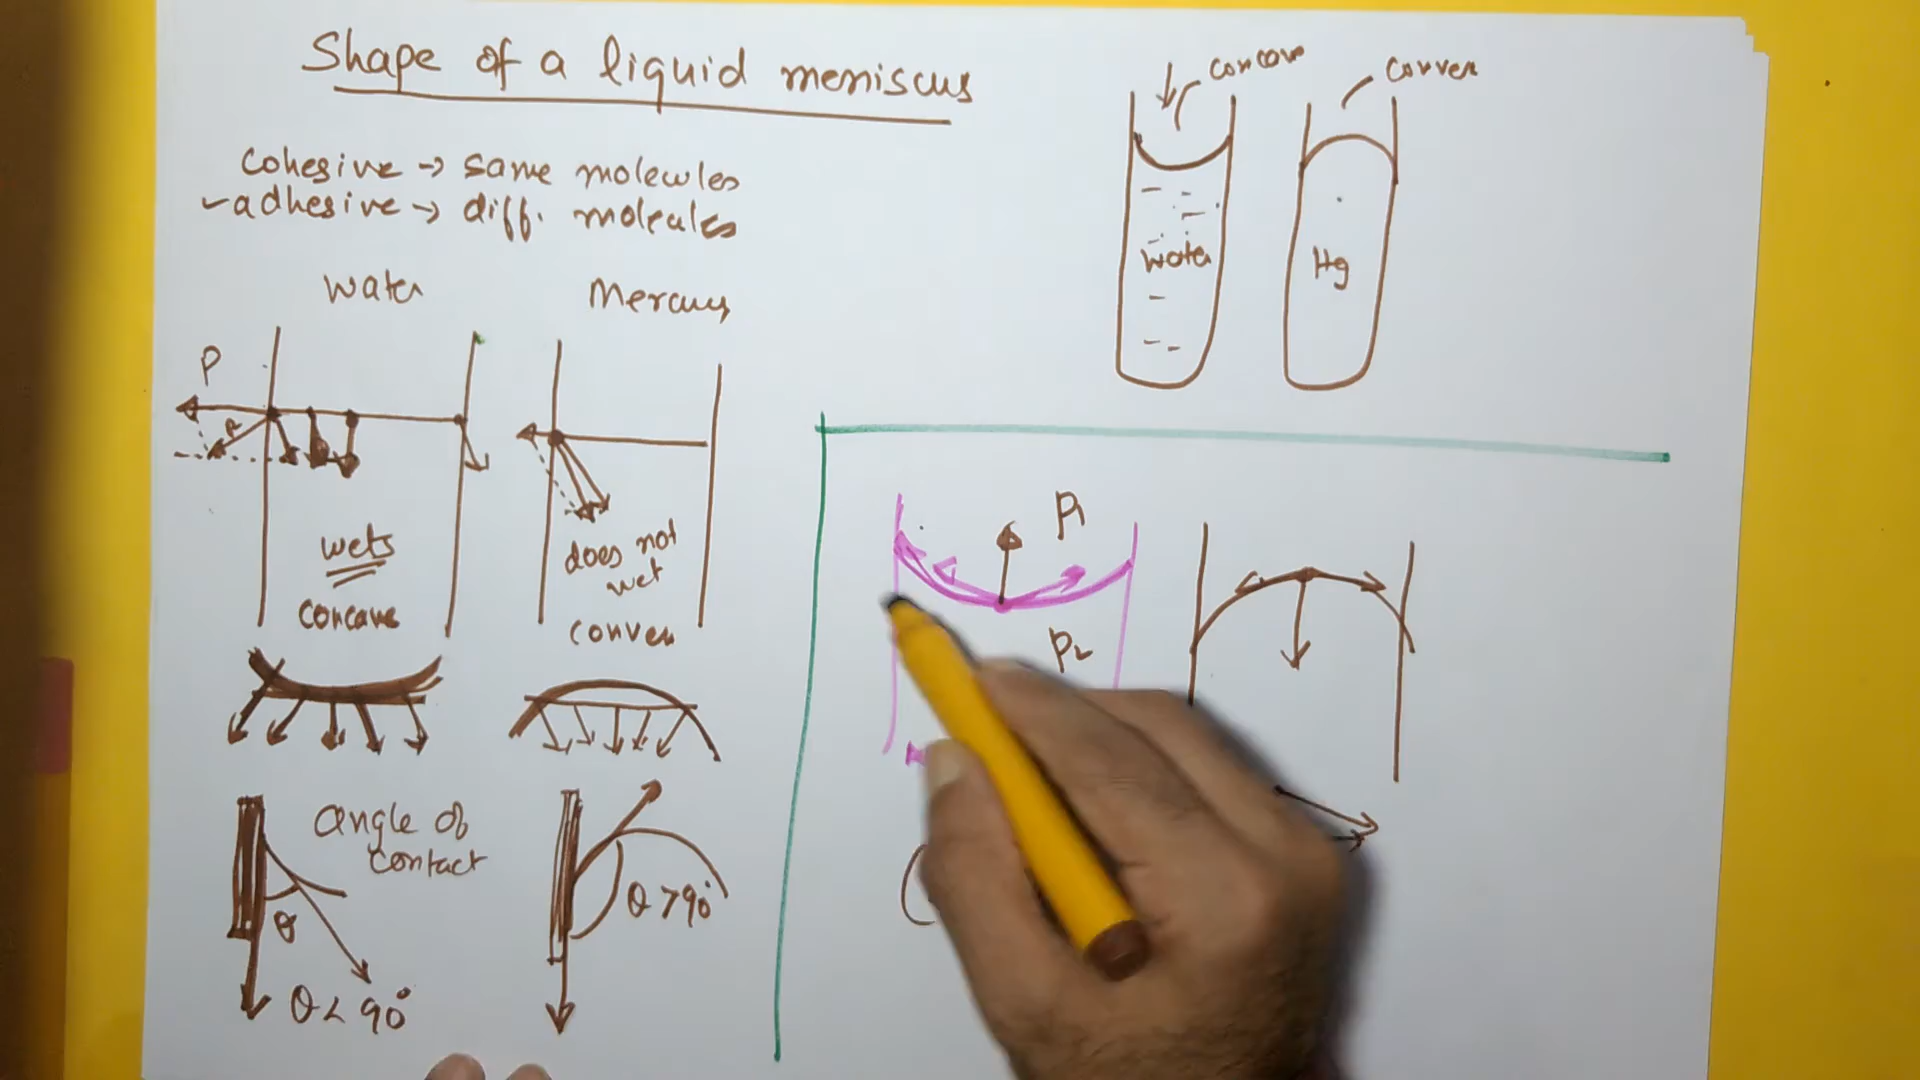 Shape of a liquid meniscus
Cohesive → same molecules
adhesive → diff. molecules
water
Mercury
P
R
wets
concave
does not
wet
convex
angle of
contact
θ
θ < 90°
θ > 90°
concave
convex
water
Hg
P1
P2